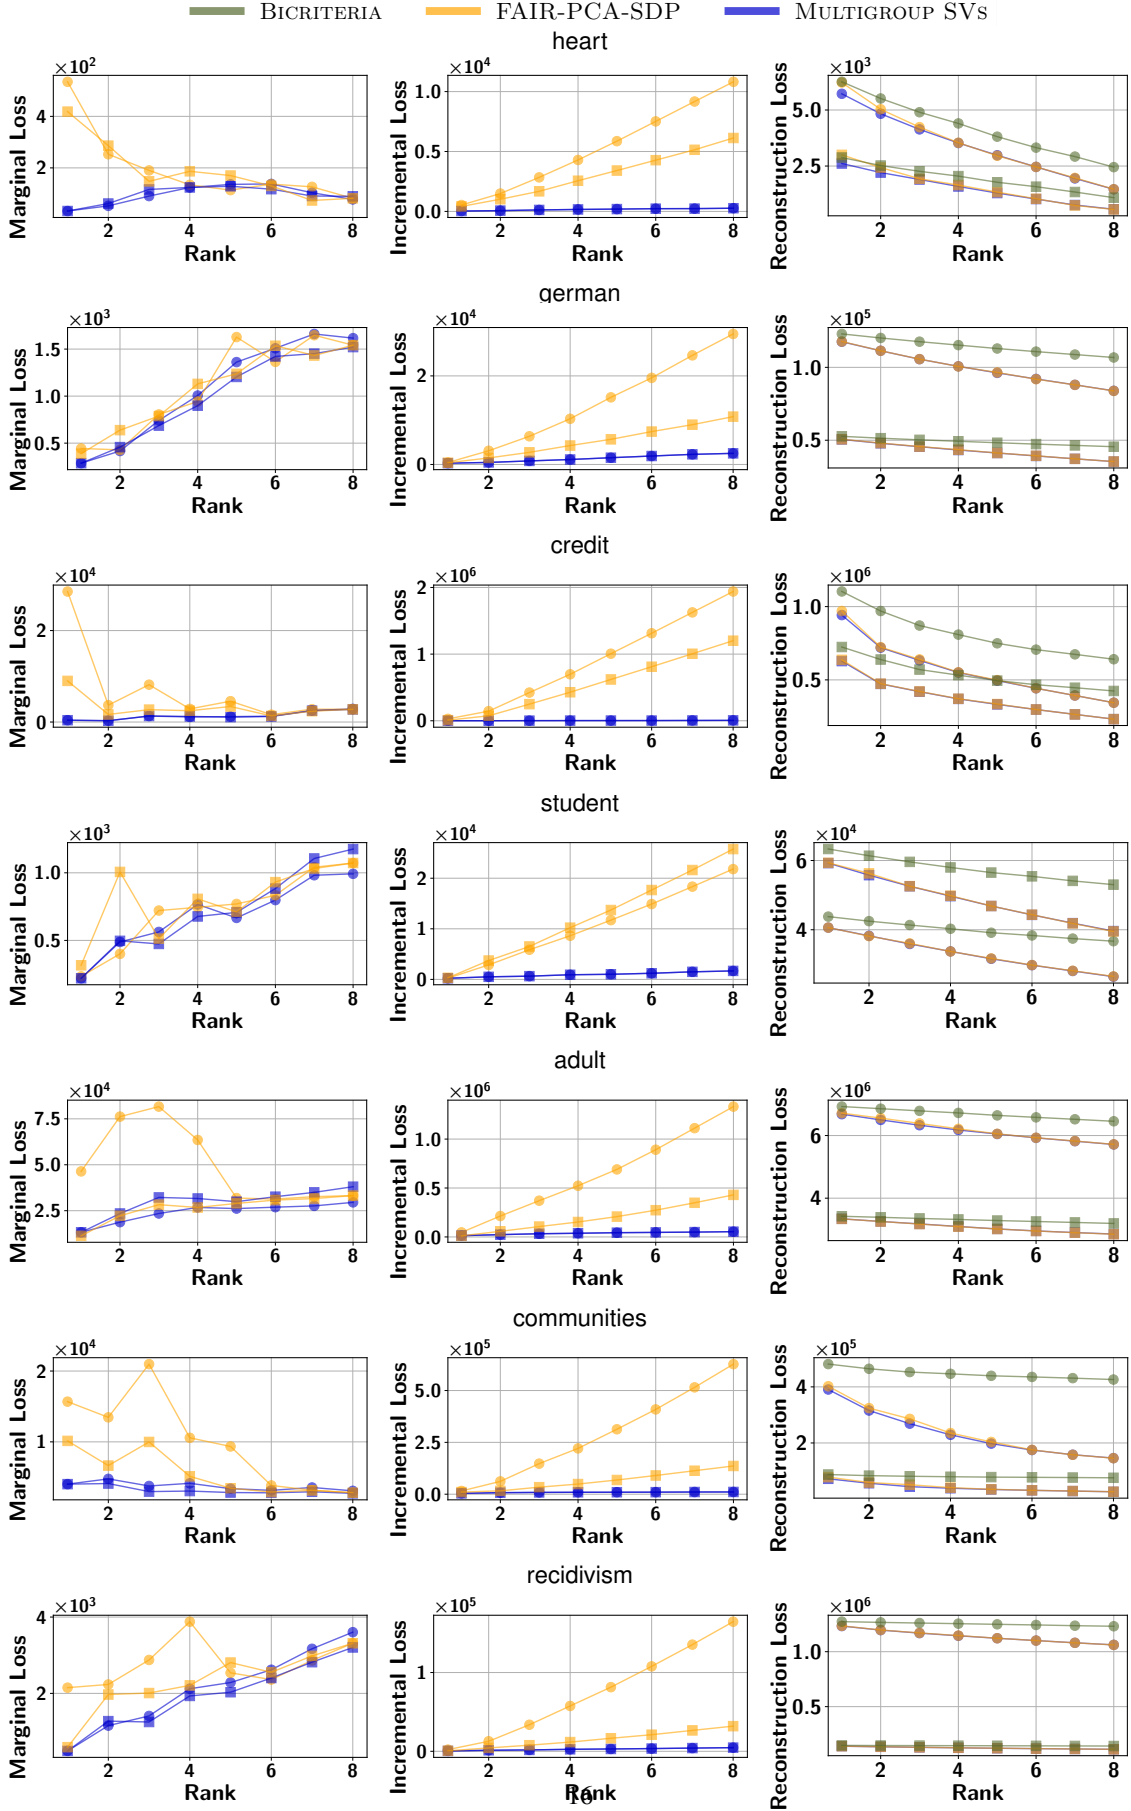 BICRITERIA FAIR-PCA-SDP MULTIGROUP SVS
heart
×10² ×10⁴ ×10³
Marginal Loss Incremental Loss Reconstruction Loss
4 2
1.0 0.5 0.0
5.0 2.5
2 4 6 8 2 4 6 8 2 4 6 8
Rank Rank Rank
german
×10³ ×10⁴ ×10⁵
Marginal Loss Incremental Loss Reconstruction Loss
1.5 1.0 0.5
2 0
1.0 0.5
2 4 6 8 2 4 6 8 2 4 6 8
Rank Rank Rank
credit
×10⁴ ×10⁶ ×10⁶
Marginal Loss Incremental Loss Reconstruction Loss
2 0
2 1 0
1.0 0.5
2 4 6 8 2 4 6 8 2 4 6 8
Rank Rank Rank
student
×10³ ×10⁴ ×10⁴
Marginal Loss Incremental Loss Reconstruction Loss
1.0 0.5
2 1 0
6 4
2 4 6 8 2 4 6 8 2 4 6 8
Rank Rank Rank
adult
×10⁴ ×10⁶ ×10⁶
Marginal Loss Incremental Loss Reconstruction Loss
7.5 5.0 2.5
1.0 0.5 0.0
6 4
2 4 6 8 2 4 6 8 2 4 6 8
Rank Rank Rank
communities
×10⁴ ×10⁵ ×10⁵
Marginal Loss Incremental Loss Reconstruction Loss
2 1
5.0 2.5 0.0
4 2
2 4 6 8 2 4 6 8 2 4 6 8
Rank Rank Rank
recidivism
×10³ ×10⁵ ×10⁶
Marginal Loss Incremental Loss Reconstruction Loss
4 2
1 0
1.0 0.5
2 4 6 8 2 4 6 8 2 4 6 8
Rank Rank Rank
16